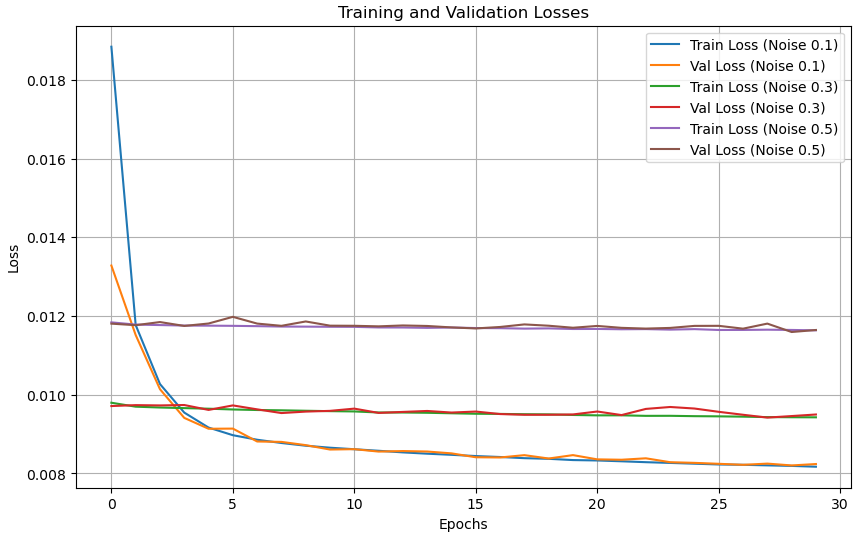 Training and Validation Losses
Train Loss (Noise 0.1)
Val Loss (Noise 0.1)
Train Loss (Noise 0.3)
Val Loss (Noise 0.3)
Train Loss (Noise 0.5)
Val Loss (Noise 0.5)
Loss
0.018
0.016
0.014
0.012
0.010
0.008
0 5 10 15 20 25 30
Epochs